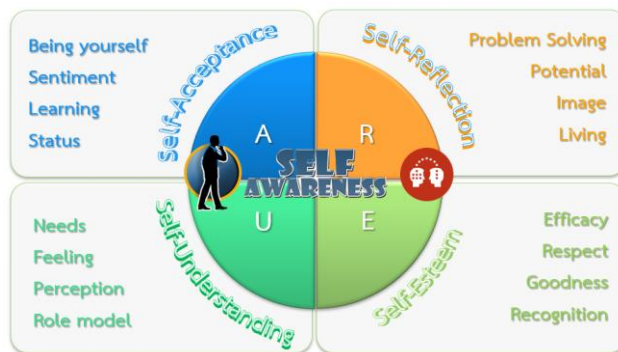 Being yourself
Sentiment
Learning
Status
Self-Acceptance
A
Self-Reflection
R
Problem Solving
Potential
Image
Living
SELF
AWARENESS
Needs
Feeling
Perception
Role model
Self-Understanding
U
Self-Esteem
E
Efficacy
Respect
Goodness
Recognition